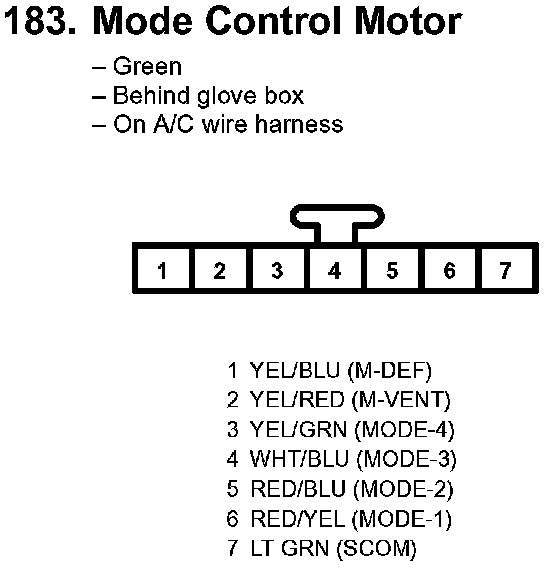 183. Mode Control Motor
– Green
– Behind glove box
– On A/C wire harness
1 2 3 4 5 6 7
1 YEL/BLU (M-DEF)
2 YEL/RED (M-VENT)
3 YEL/GRN (MODE-4)
4 WHT/BLU (MODE-3)
5 RED/BLU (MODE-2)
6 RED/YEL (MODE-1)
7 LT GRN (SCOM)